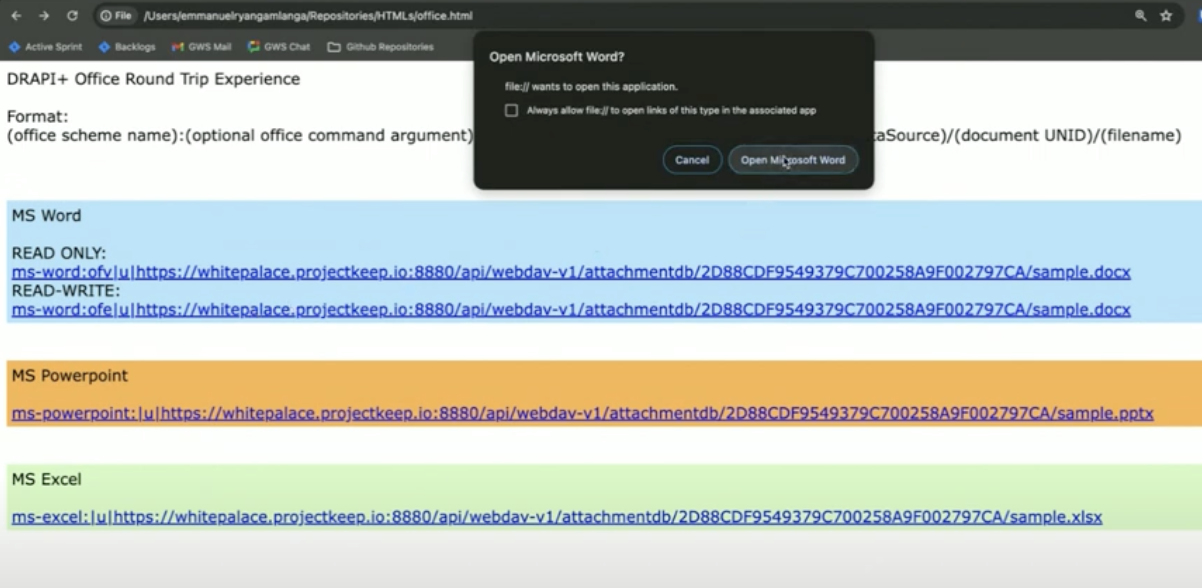 File /Users/emmanuelryangamlanga/Repositories/HTMLs/office.html
Active Sprint Backlogs GWS Mail GWS Chat Github Repositories
Open Microsoft Word?
file:// wants to open this application.
Always allow file:// to open links of this type in the associated app
Cancel Open Microsoft Word
DRAPI+ Office Round Trip Experience
Format:
(office scheme name):(optional office command argument) aSource)/(document UNID)/(filename)
MS Word
READ ONLY:
ms-word:ofv|u|https://whitepalace.projectkeep.io:8880/api/webdav-v1/attachmentdb/2D88CDF9549379C700258A9F002797CA/sample.docx
READ-WRITE:
ms-word:ofe|u|https://whitepalace.projectkeep.io:8880/api/webdav-v1/attachmentdb/2D88CDF9549379C700258A9F002797CA/sample.docx
MS Powerpoint
ms-powerpoint:|u|https://whitepalace.projectkeep.io:8880/api/webdav-v1/attachmentdb/2D88CDF9549379C700258A9F002797CA/sample.pptx
MS Excel
ms-excel:|u|https://whitepalace.projectkeep.io:8880/api/webdav-v1/attachmentdb/2D88CDF9549379C700258A9F002797CA/sample.xlsx